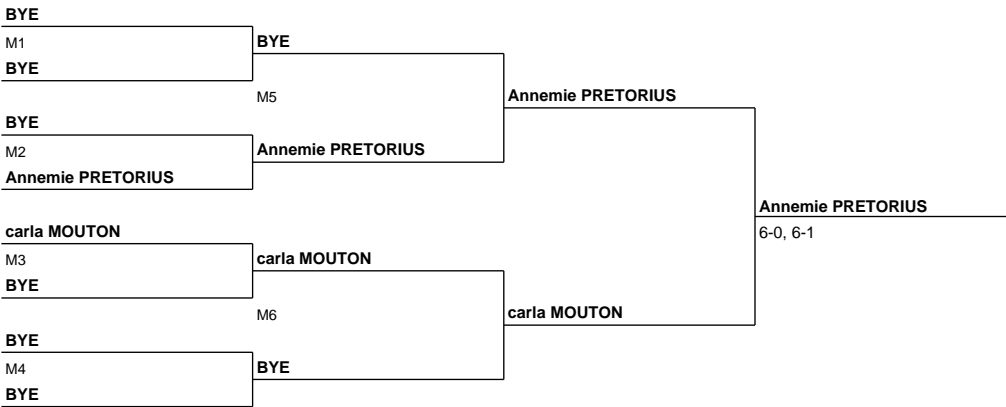 BYE
M1
BYE
BYE
M5
Annemie PRETORIUS
BYE
M2
Annemie PRETORIUS
Annemie PRETORIUS
Annemie PRETORIUS
6-0, 6-1
carla MOUTON
M3
carla MOUTON
BYE
M6
carla MOUTON
BYE
M4
BYE
BYE